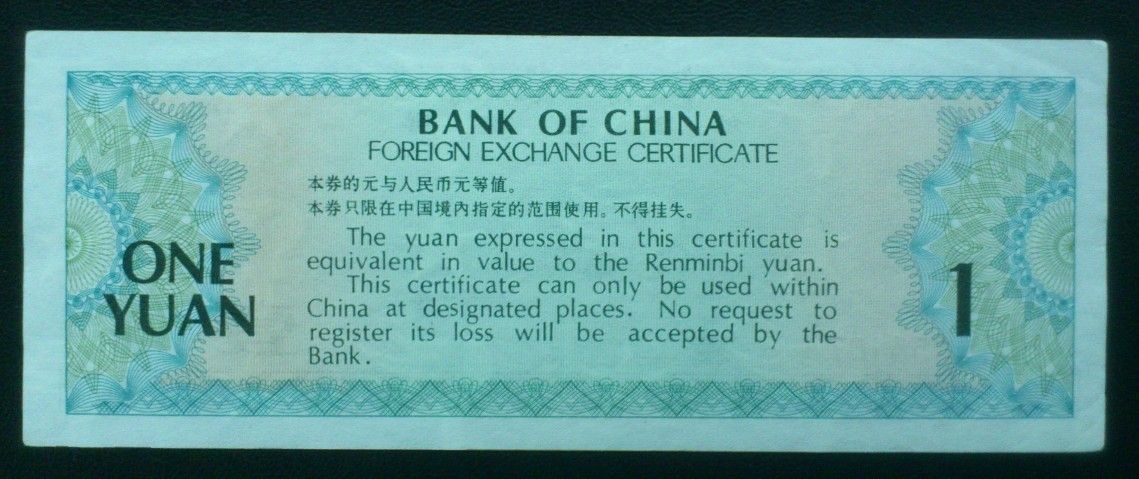 BANK OF CHINA
FOREIGN EXCHANGE CERTIFICATE
本券的元与人民币元等值。
本券只限在中国境内指定的范围使用。不得挂失。
The yuan expressed in this certificate is
equivalent in value to the Renminbi yuan.
This certificate can only be used within
China at designated places. No request to
register its loss will be accepted by the
Bank.
ONE
YUAN
1